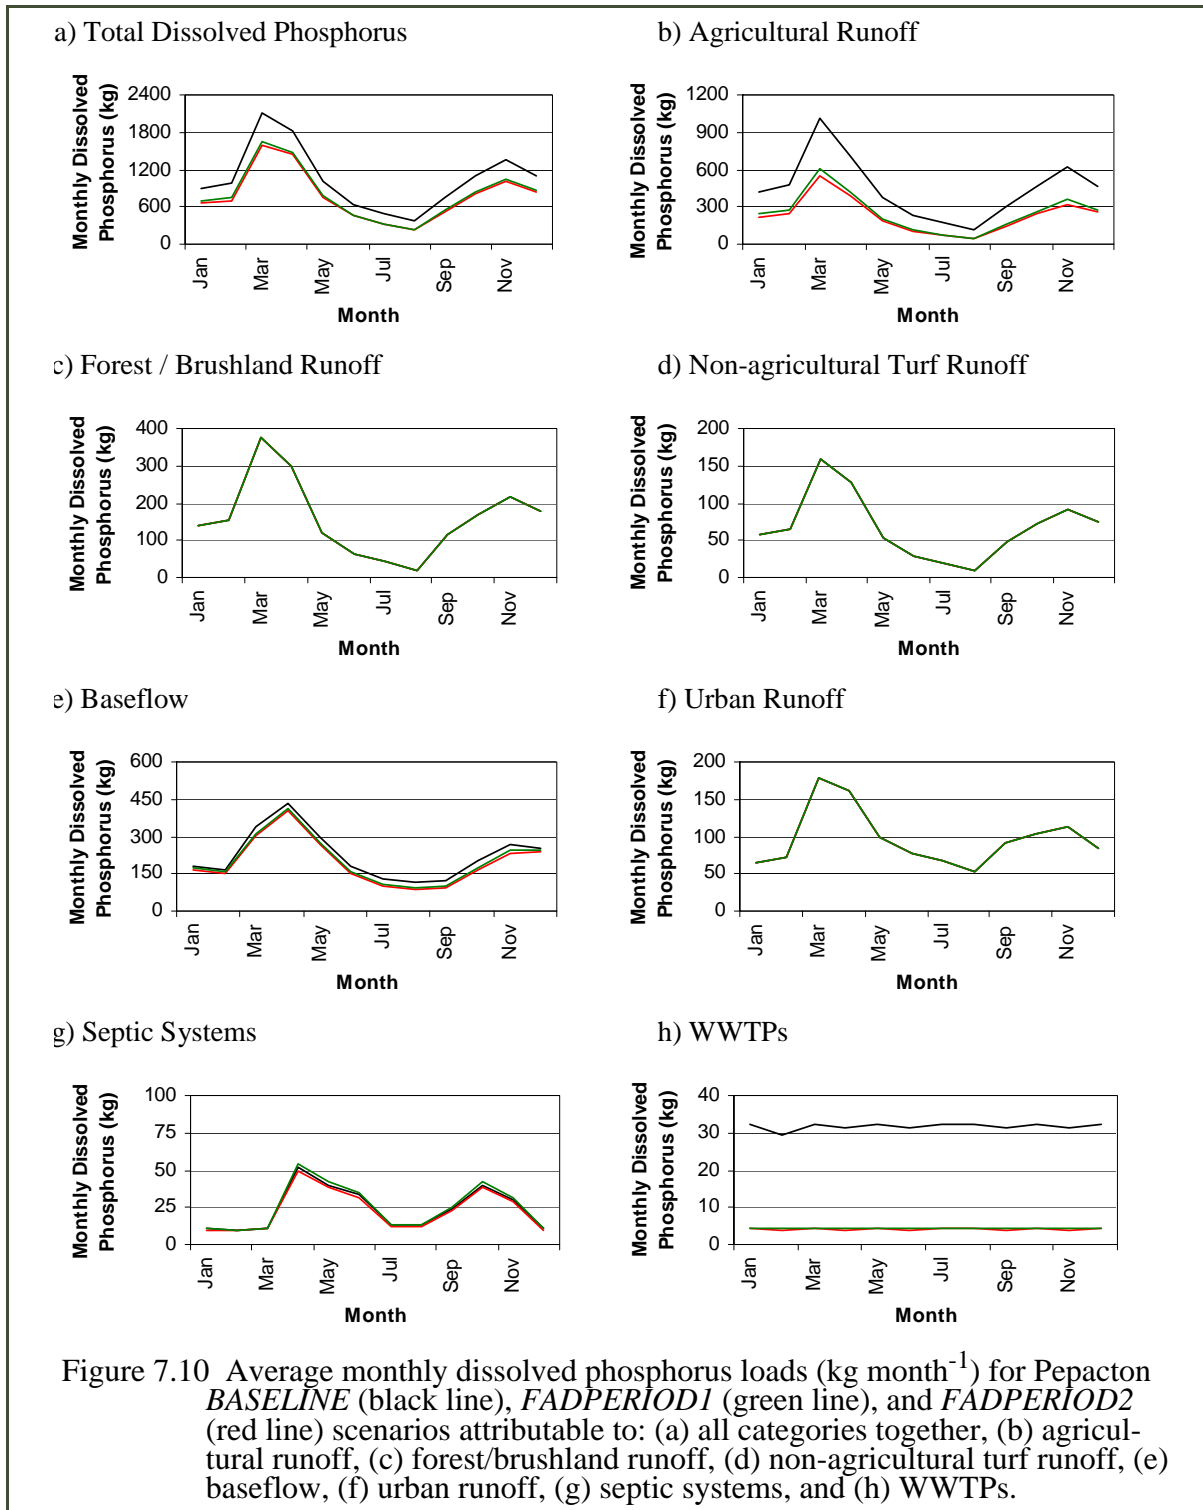 a) Total Dissolved Phosphorus
b) Agricultural Runoff
Monthly Dissolved
Phosphorus (kg)
2400
1800
1200
600
0
Jan
Mar
May
Jul
Sep
Nov
Month
Monthly Dissolved
Phosphorus (kg)
1200
900
600
300
0
Jan
Mar
May
Jul
Sep
Nov
Month
c) Forest / Brushland Runoff
d) Non-agricultural Turf Runoff
Monthly Dissolved
Phosphorus (kg)
400
300
200
100
0
Jan
Mar
May
Jul
Sep
Nov
Month
Monthly Dissolved
Phosphorus (kg)
200
150
100
50
0
Jan
Mar
May
Jul
Sep
Nov
Month
e) Baseflow
f) Urban Runoff
Monthly Dissolved
Phosphorus (kg)
600
450
300
150
0
Jan
Mar
May
Jul
Sep
Nov
Month
Monthly Dissolved
Phosphorus (kg)
200
150
100
50
0
Jan
Mar
May
Jul
Sep
Nov
Month
g) Septic Systems
h) WWTPs
Monthly Dissolved
Phosphorus (kg)
100
75
50
25
0
Jan
Mar
May
Jul
Sep
Nov
Month
Monthly Dissolved
Phosphorus (kg)
40
30
20
10
0
Jan
Mar
May
Jul
Sep
Nov
Month
Figure 7.10 Average monthly dissolved phosphorus loads (kg month-1) for Pepacton
BASELINE (black line), FADPERIOD1 (green line), and FADPERIOD2
(red line) scenarios attributable to: (a) all categories together, (b) agricul-
tural runoff, (c) forest/brushland runoff, (d) non-agricultural turf runoff, (e)
baseflow, (f) urban runoff, (g) septic systems, and (h) WWTPs.